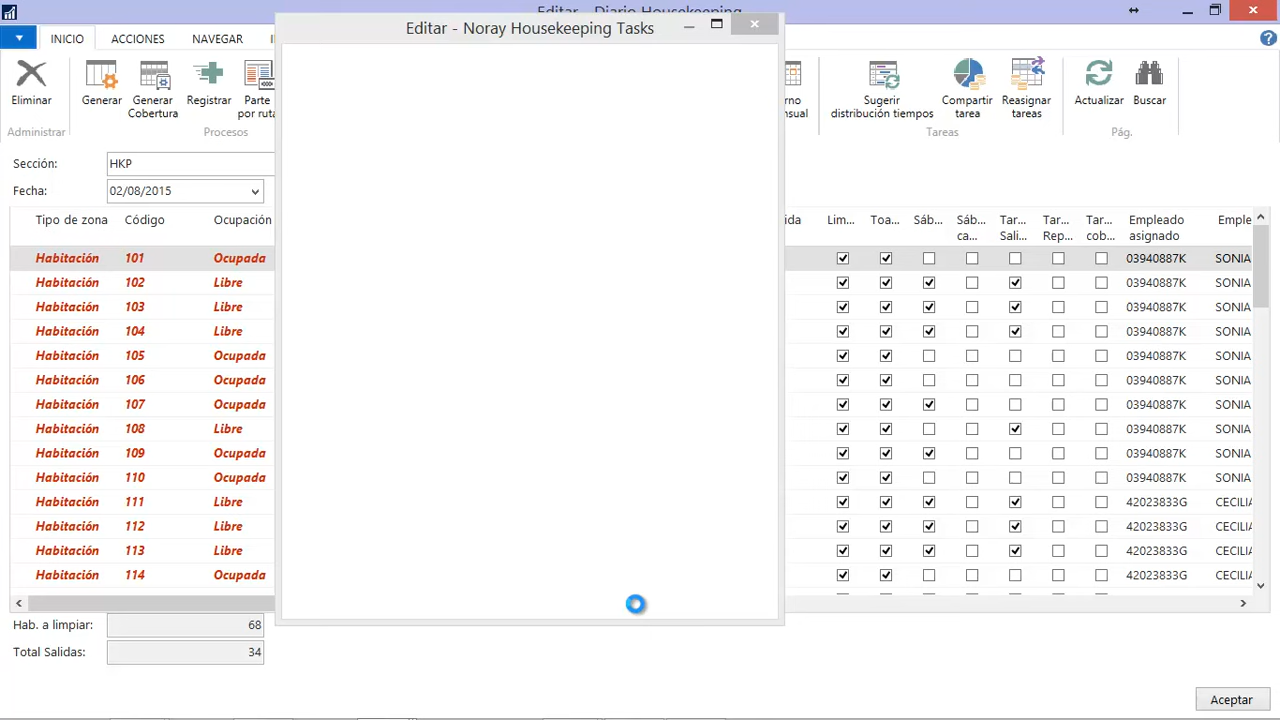 Editar - Diario Housekeeping
Editar - Noray Housekeeping Tasks
INICIO ACCIONES NAVEGAR
Eliminar
Generar
Generar Cobertura
Registrar
Parte por ruta
Sugerir distribución tiempos
Compartir tarea
Reasignar tareas
Actualizar
Buscar
Administrar Procesos Tareas Pág.
Sección: HKP
Fecha: 02/08/2015
Tipo de zona Código Ocupación ida Lim... Toa... Sáb... Sáb... ca... Tar... Sali... Tar... Rep... Tar... cob... Empleado asignado Emple
Habitación 101 Ocupada 03940887K SONIA
Habitación 102 Libre 03940887K SONIA
Habitación 103 Libre 03940887K SONIA
Habitación 104 Libre 03940887K SONIA
Habitación 105 Ocupada 03940887K SONIA
Habitación 106 Ocupada 03940887K SONIA
Habitación 107 Ocupada 03940887K SONIA
Habitación 108 Libre 03940887K SONIA
Habitación 109 Ocupada 03940887K SONIA
Habitación 110 Ocupada 03940887K SONIA
Habitación 111 Libre 42023833G CECILIA
Habitación 112 Libre 42023833G CECILIA
Habitación 113 Libre 42023833G CECILIA
Habitación 114 Ocupada 42023833G CECILIA
Hab. a limpiar: 68
Total Salidas: 34
Aceptar